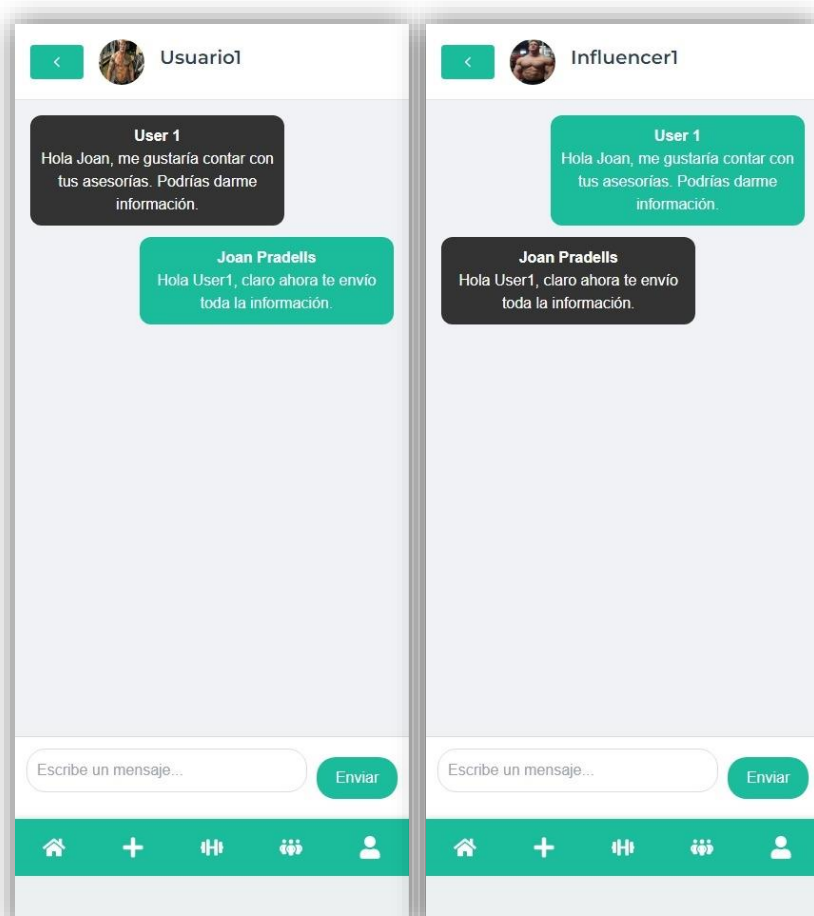 Usuario1
User 1
Hola Joan, me gustaría contar con
tus asesorías. Podrías darme
información.
Joan Pradells
Hola User1, claro ahora te envío
toda la información.
Escribe un mensaje...
Enviar
Influencer1
User 1
Hola Joan, me gustaría contar con
tus asesorías. Podrías darme
información.
Joan Pradells
Hola User1, claro ahora te envío
toda la información.
Escribe un mensaje...
Enviar